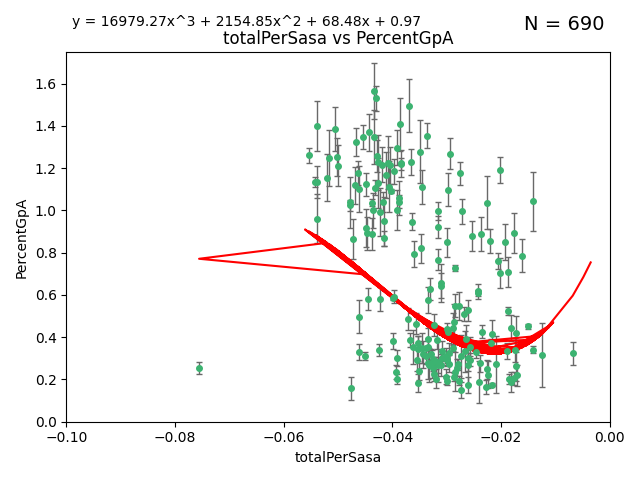 y = 16979.27x^3 + 2154.85x^2 + 68.48x + 0.97
N = 690
totalPerSasa vs PercentGpA
PercentGpA
1.6
1.4
1.2
1.0
0.8
0.6
0.4
0.2
0.0
−0.10 −0.08 −0.06 −0.04 −0.02 0.00
totalPerSasa